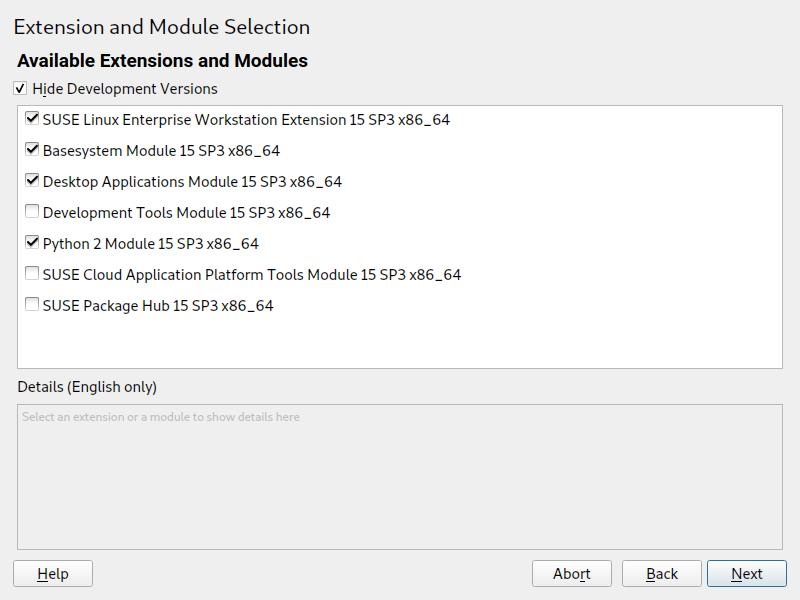 Extension and Module Selection
Available Extensions and Modules
Hide Development Versions
SUSE Linux Enterprise Workstation Extension 15 SP3 x86_64
Basesystem Module 15 SP3 x86_64
Desktop Applications Module 15 SP3 x86_64
Development Tools Module 15 SP3 x86_64
Python 2 Module 15 SP3 x86_64
SUSE Cloud Application Platform Tools Module 15 SP3 x86_64
SUSE Package Hub 15 SP3 x86_64
Details (English only)
Select an extension or a module to show details here
Help Abort Back Next